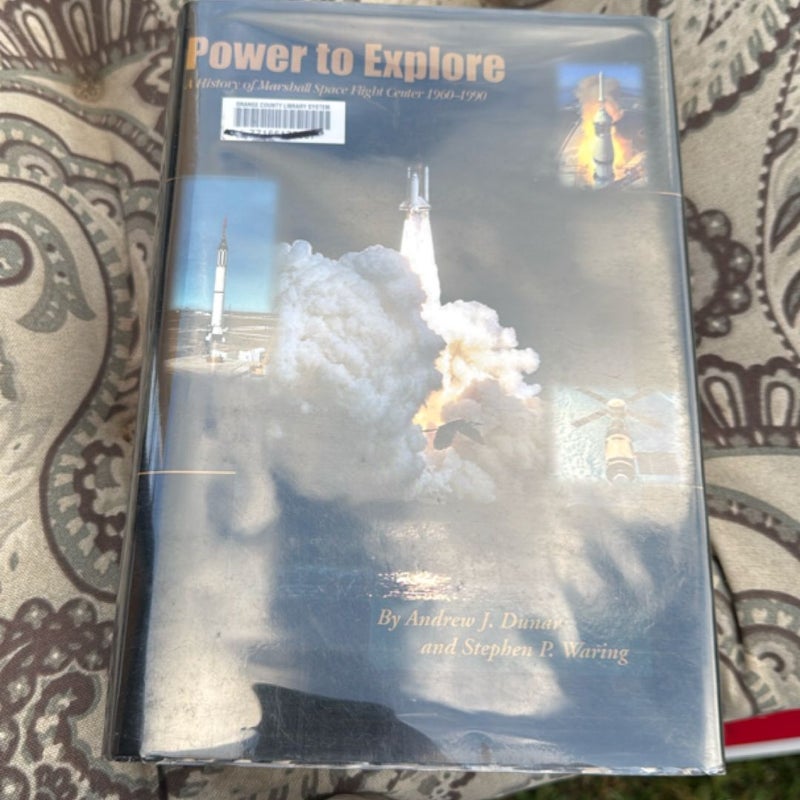 Power to Explore
A History of Marshall Space Flight Center 1960–1990
ORANGE COUNTY LIBRARY SYSTEM
By Andrew J. Dunar
and Stephen P. Waring